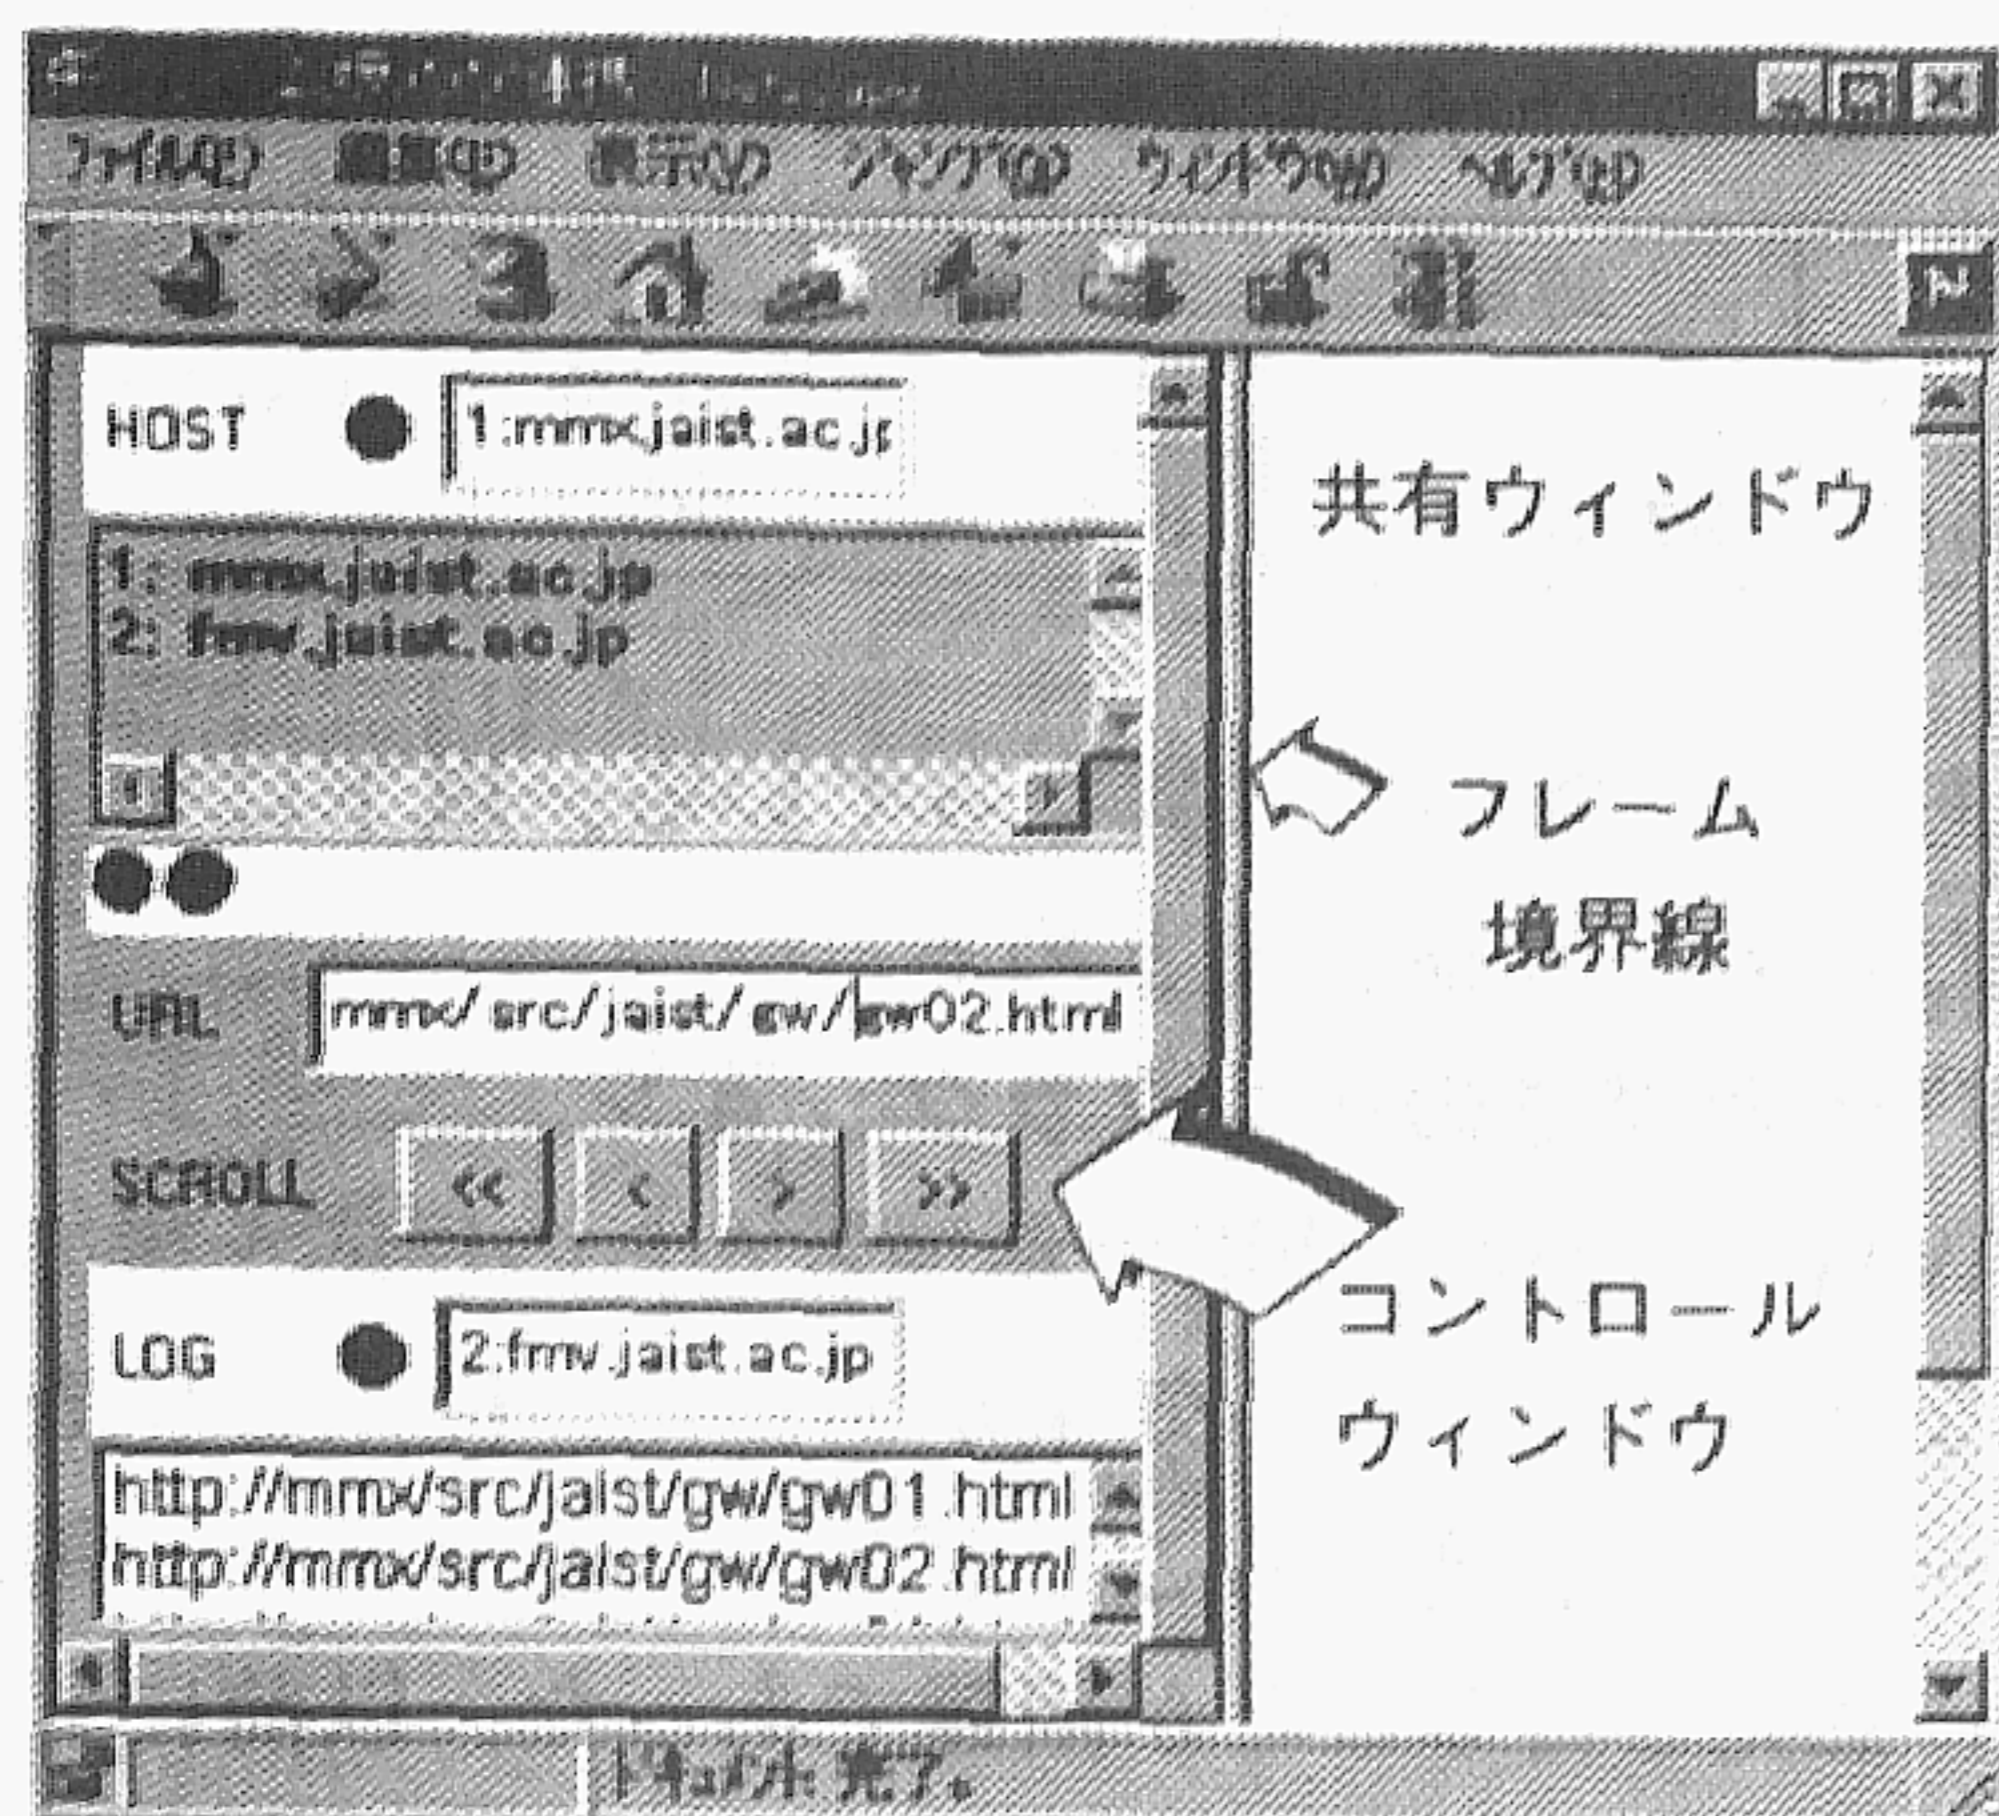 ファイル(F) 編集(E) 表示(V) ジャンプ(G) ウィンドウ(W) ヘルプ(H)
N
HOST 1:mmx.jaist.ac.jp
1: mmx.jaist.ac.jp
2: fmv.jaist.ac.jp
URL mmx/src/jaist/gw/gw02.html
SCROLL << < > >>
LOG 2:fmv.jaist.ac.jp
http://mmx/src/jaist/gw/gw01.html
http://mmx/src/jaist/gw/gw02.html
共有ウィンドウ
フレーム
境界線
コントロール
ウィンドウ
ドキュメント: 完了。